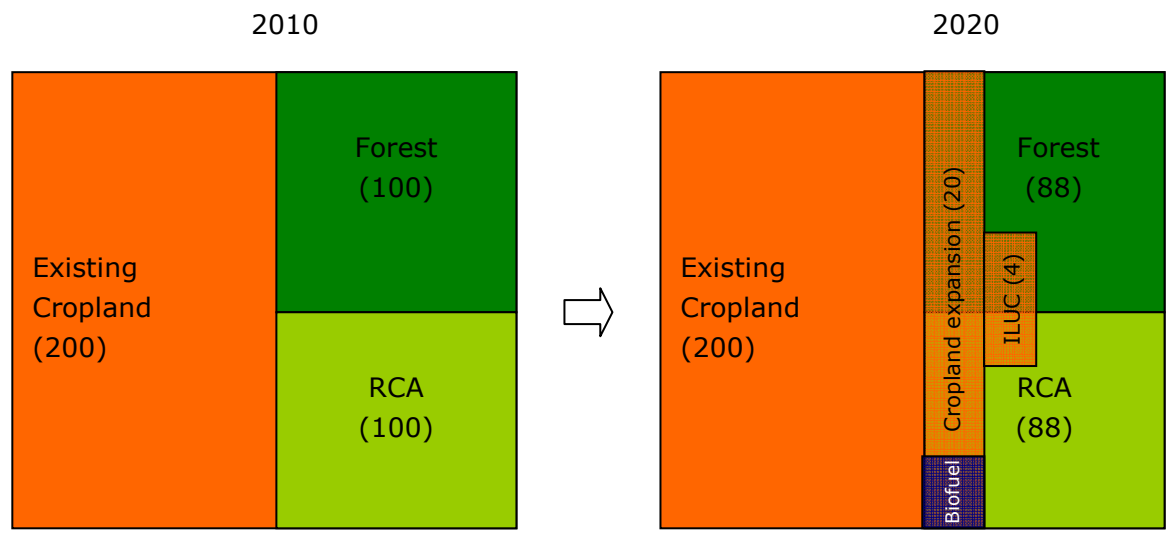 2010
Existing
Cropland
(200)
Forest
(100)
RCA
(100)
2020
Existing
Cropland
(200)
Cropland expansion (20)
Biofuel
ILUC (4)
Forest
(88)
RCA
(88)